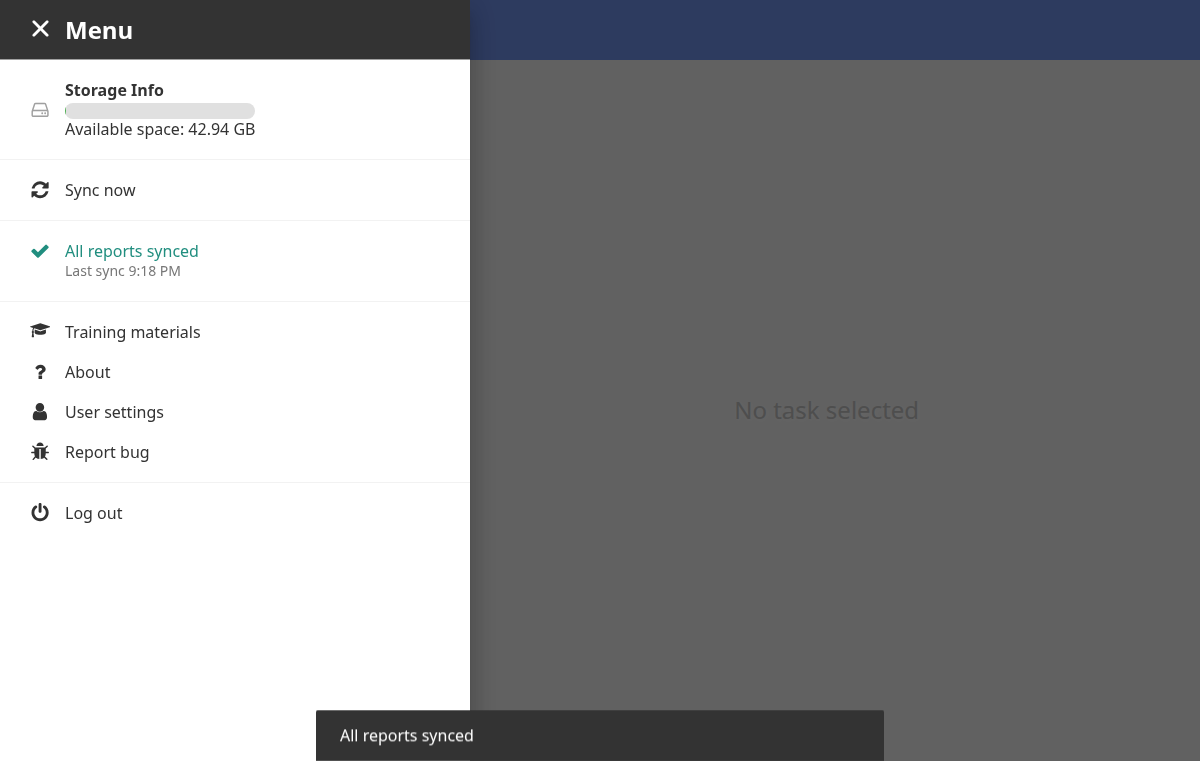 Menu
Storage Info
Available space: 42.94 GB
Sync now
All reports synced
Last sync 9:18 PM
Training materials
About
User settings
Report bug
Log out
No task selected
All reports synced